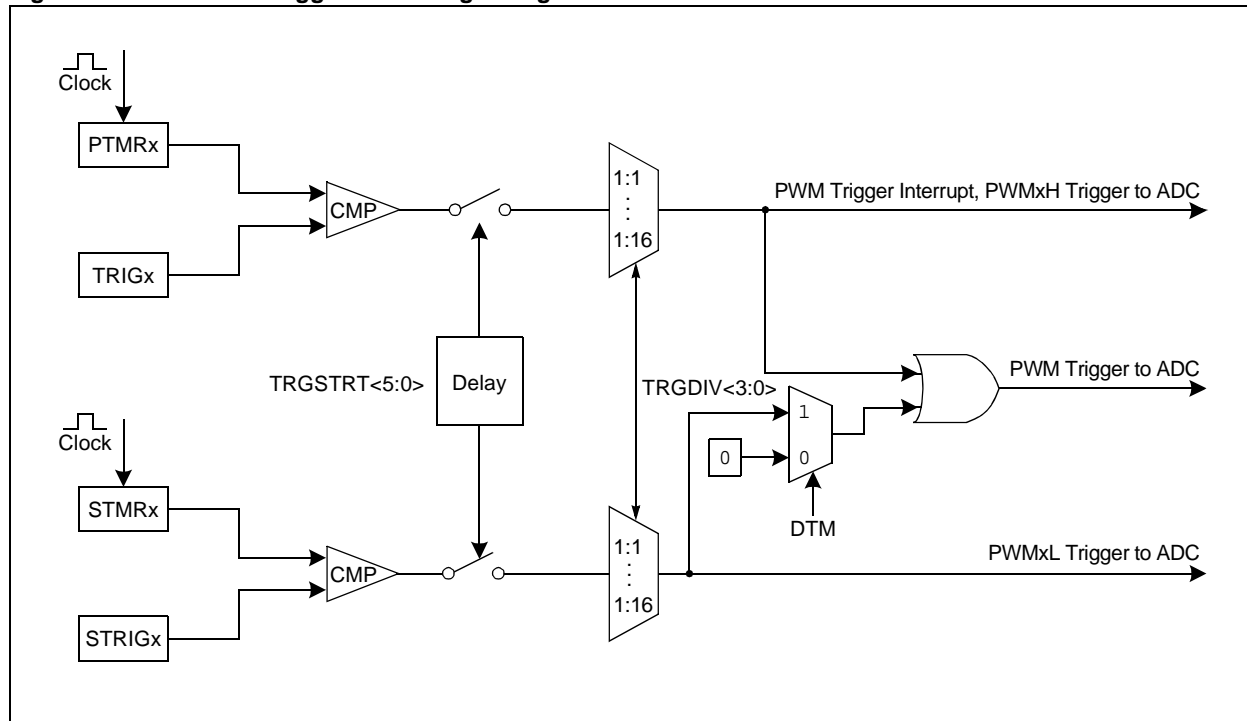 Clock
PTMRx
TRIGx
CMP
1:1
1:16
PWM Trigger Interrupt, PWMxH Trigger to ADC
TRGSTRT<5:0>
Delay
TRGDIV<3:0>
1
0
0
DTM
PWM Trigger to ADC
Clock
STMRx
STRIGx
CMP
1:1
1:16
PWMxL Trigger to ADC